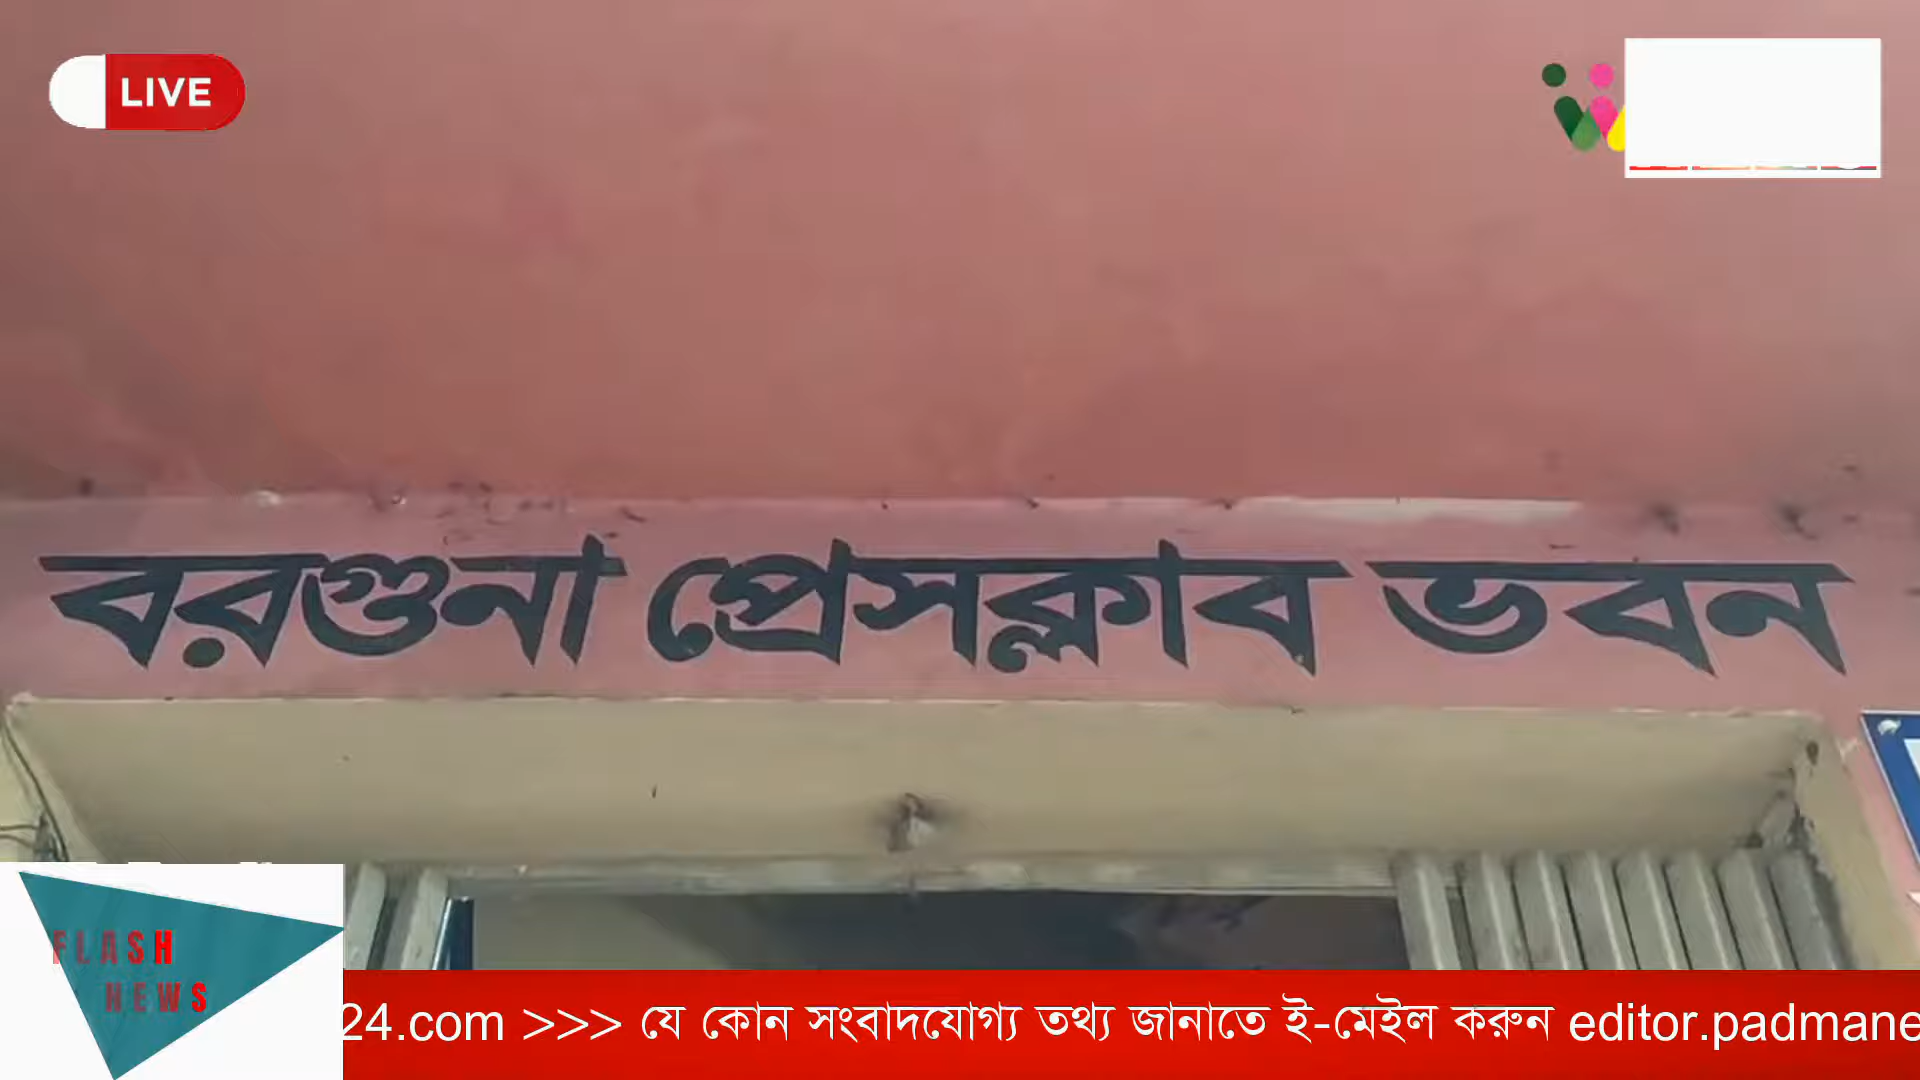 LIVE
বরগুনা প্রেসক্লাব ভবন
FLASH
NEWS
24.com >>> যে কোন সংবাদযোগ্য তথ্য জানাতে ই-মেইল করুন editor.padmane